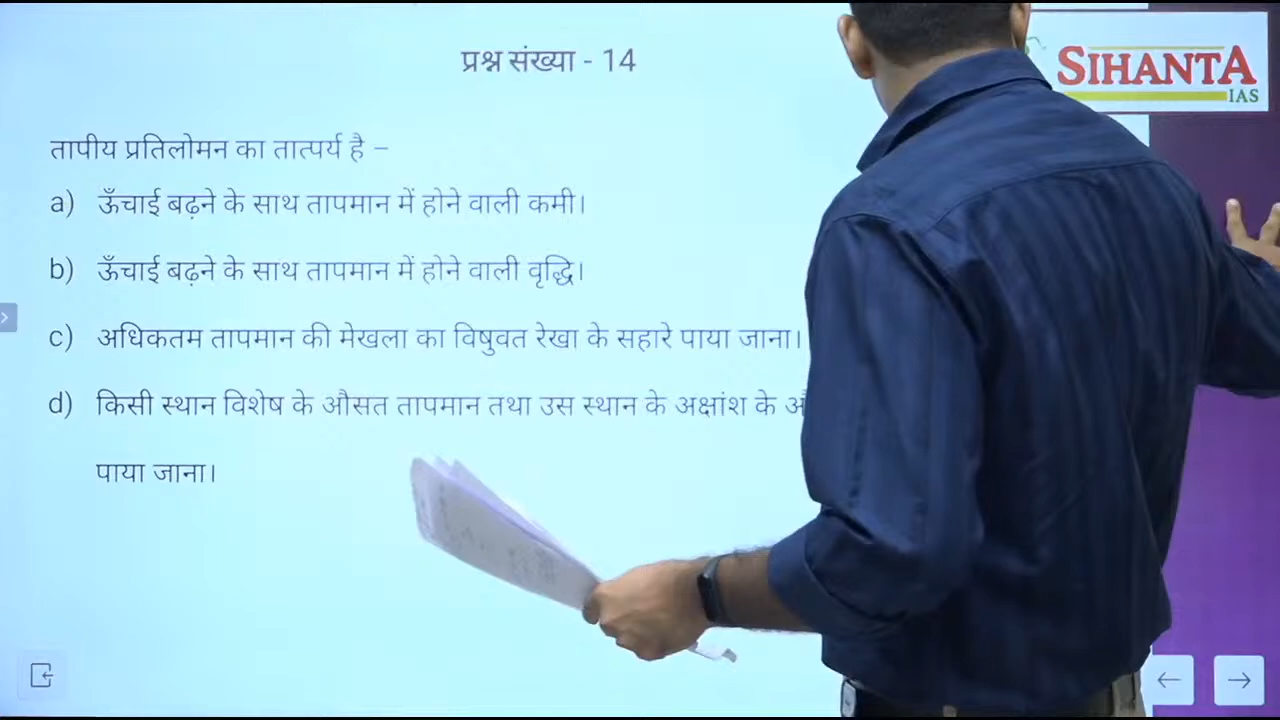 प्रश्न संख्या - 14
SIHANTA
IAS
तापीय प्रतिलोमन का तात्पर्य है –
a) ऊँचाई बढ़ने के साथ तापमान में होने वाली कमी।
b) ऊँचाई बढ़ने के साथ तापमान में होने वाली वृद्धि।
c) अधिकतम तापमान की मेखला का विषुवत रेखा के सहारे पाया जाना।
d) किसी स्थान विशेष के औसत तापमान तथा उस स्थान के अक्षांश के
पाया जाना।